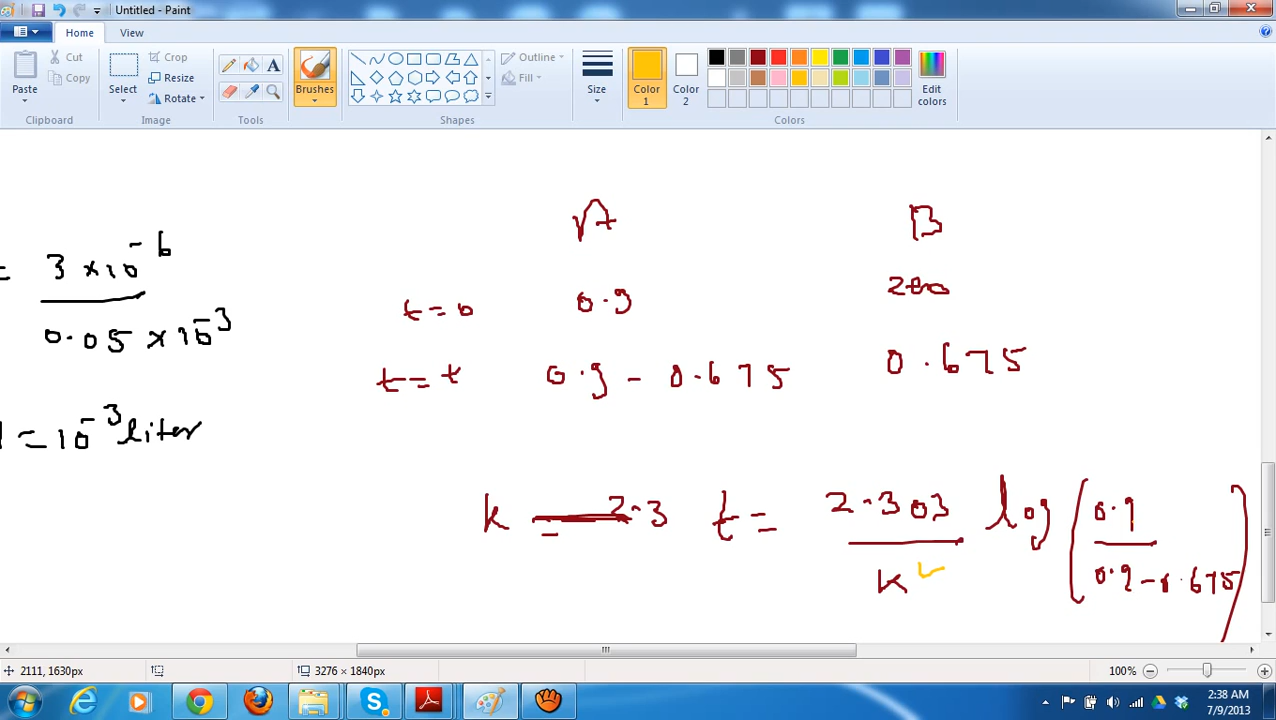 Untitled - Paint
Home View
Cut
Copy
Paste
Clipboard
Crop
Resize
Rotate
Select
Image
Tools
Brushes
Outline
Fill
Shapes
Size
Color 1
Color 2
Edit colors
Colors
A B
t = 0 0.9 zero
t = t 0.9 - 0.675 0.675
= 3 × 10^-6 / 0.05 × 10^-3
= 10^-3 liter
k = 2.3 t = 2.303 / k log [ 0.9 / 0.9 - 0.675 ]
2111, 1630px
3276 × 1840px
100%
2:38 AM
7/9/2013